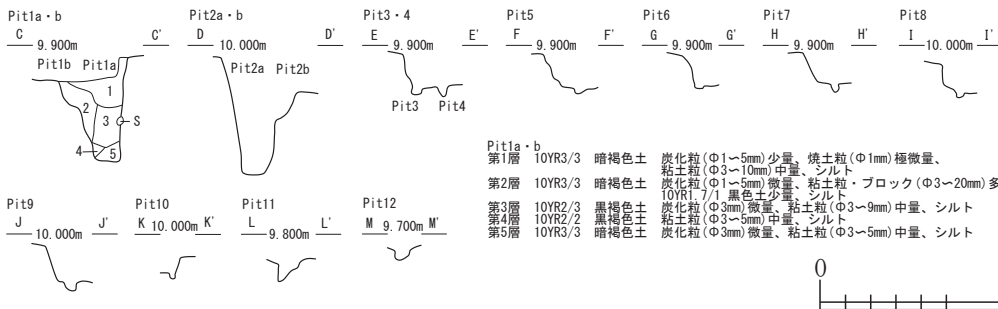 Pit1a・b
C 9.900m C'
Pit1b Pit1a
1
2
3
S
4
5
Pit2a・b
D 10.000m D'
Pit2a Pit2b
Pit3・4
E 9.900m E'
Pit3 Pit4
Pit5
F 9.900m F'
Pit6
G 9.900m G'
Pit7
H 9.900m H'
Pit8
I 10.000m I'
Pit1a・b
第1層 10YR3/3 暗褐色土 炭化粒(Φ1~5㎜)少量、焼土粒(Φ1㎜)極微量、
粘土粒(Φ3~10㎜)中量、シルト
第2層 10YR3/3 暗褐色土 炭化粒(Φ1~5㎜)微量、粘土粒・ブロック(Φ3~20㎜)多
10YR1.7/1 黒色土少量、シルト
第3層 10YR2/3 黒褐色土 炭化粒(Φ3㎜)微量、粘土粒(Φ3~9㎜)中量、シルト
第4層 10YR2/2 黒褐色土 粘土粒(Φ3~5㎜)中量、シルト
第5層 10YR3/3 暗褐色土 炭化粒(Φ3㎜)微量、粘土粒(Φ3~5㎜)中量、シルト
Pit9
J 10.000m J'
Pit10
K 10.000m K'
Pit11
L 9.800m L'
Pit12
M 9.700m M'
0